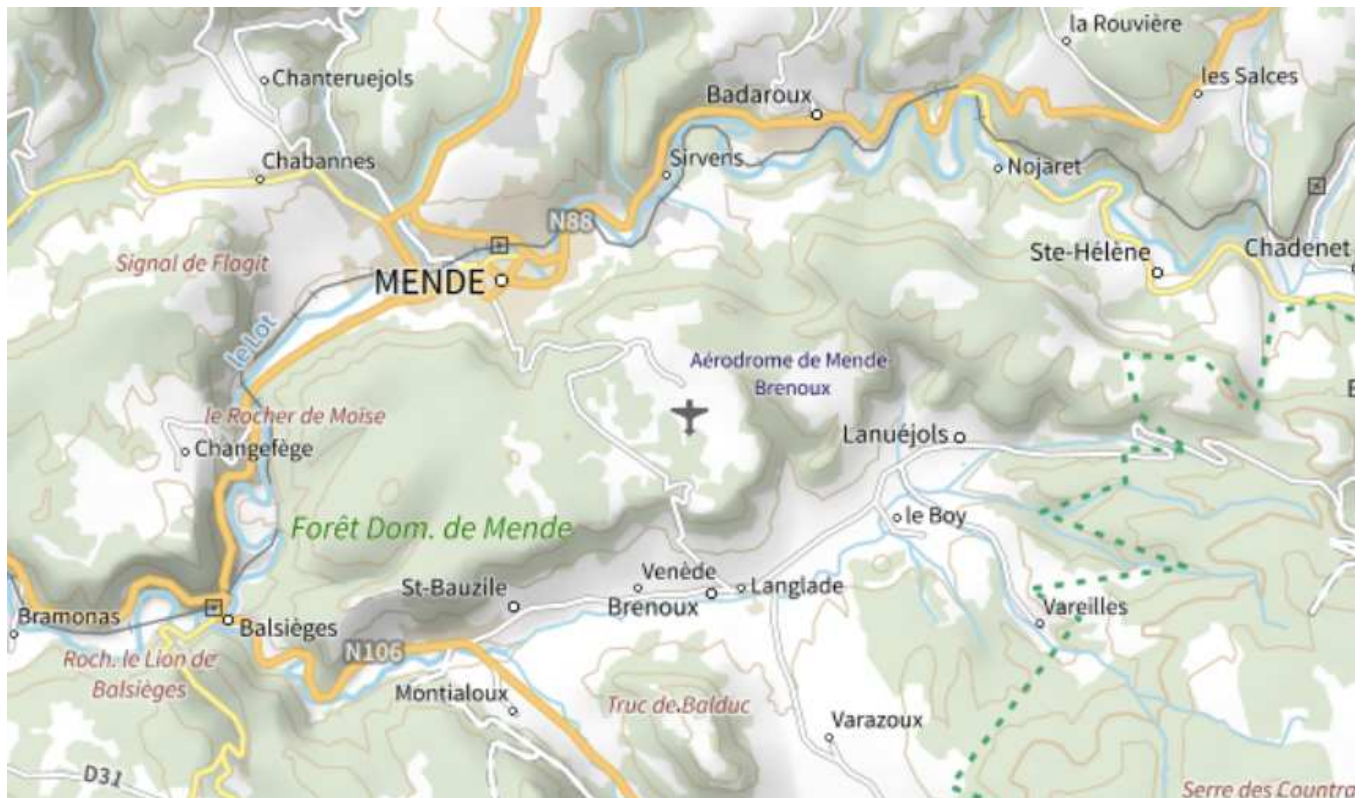 la Rouvière
Chanteruejols
les Salces
Badaroux
Chabannes
Sirvens
Nojaret
N88
Signal de Flagit
Ste-Hélène
Chadenet
MENDE
le Lot
Aérodrome de Mende
Brenoux
le Rocher de Moïse
Changefège
Lanuéjols
Forêt Dom. de Mende
le Boy
Venède
St-Bauzile
Langlade
Brenoux
Bramonas
Balsièges
Vareilles
N106
Roch. le Lion de
Balsièges
Montialoux
Truc de Balduc
Varazoux
D31
Serre des Countra